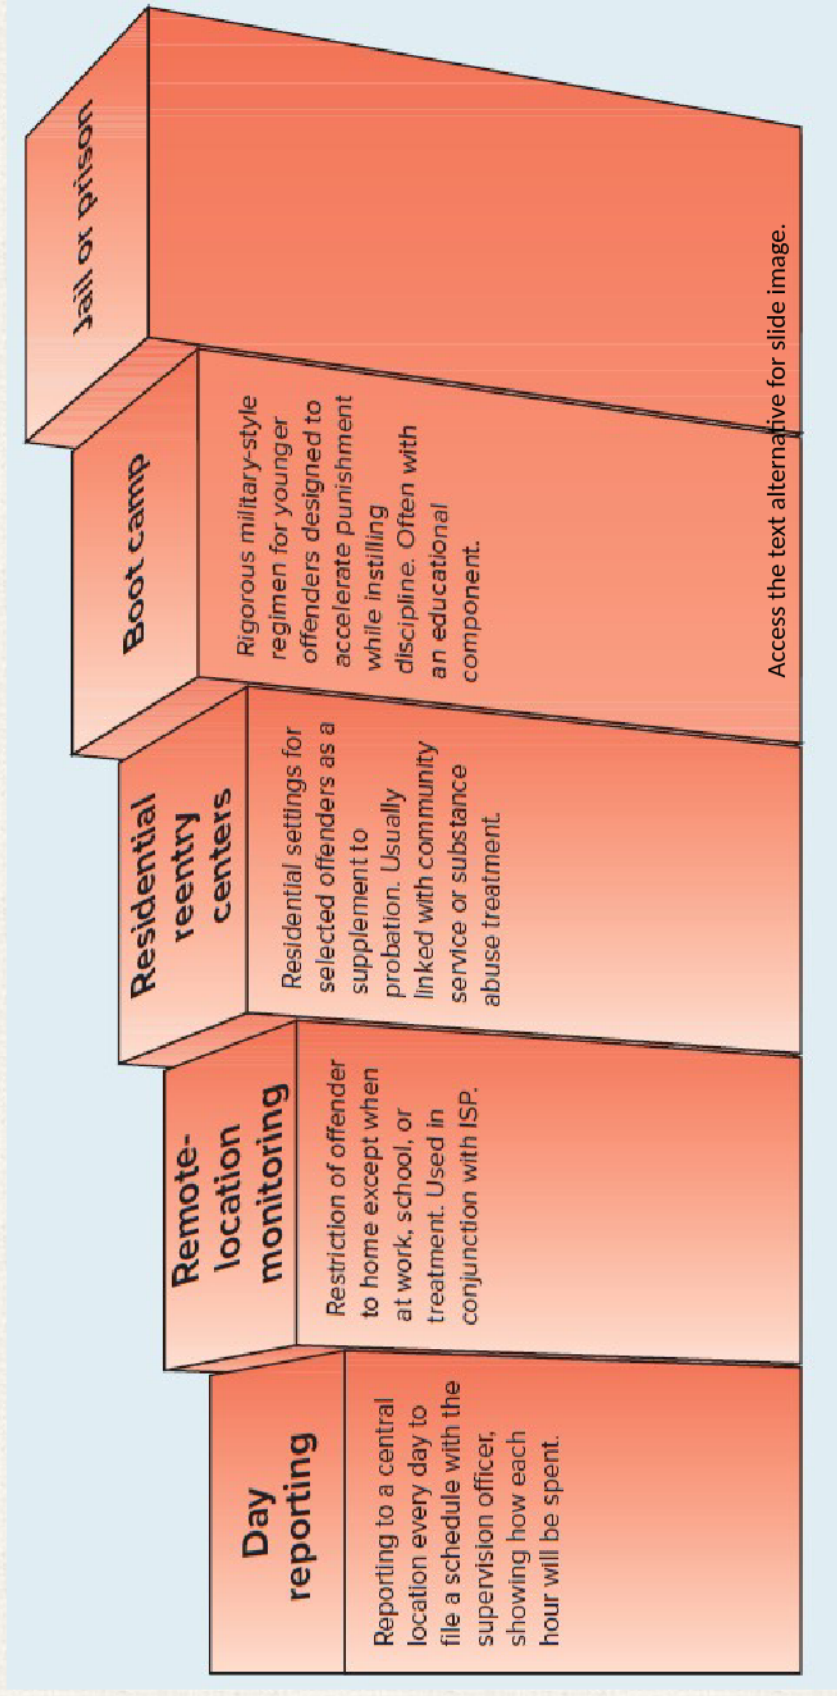 Day
reporting
Reporting to a central
location every day to
file a schedule with the
supervision officer,
showing how each
hour will be spent.
Remote-
location
monitoring
Restriction of offender
to home except when
at work, school, or
treatment. Used in
conjunction with ISP.
Residential
reentry
centers
Residential settings for
selected offenders as a
supplement to
probation. Usually
linked with community
service or substance
abuse treatment.
Boot camp
Rigorous military-style
regimen for younger
offenders designed to
accelerate punishment
while instilling
discipline. Often with
an educational
component.
Jail or prison
Access the text alternative for slide image.